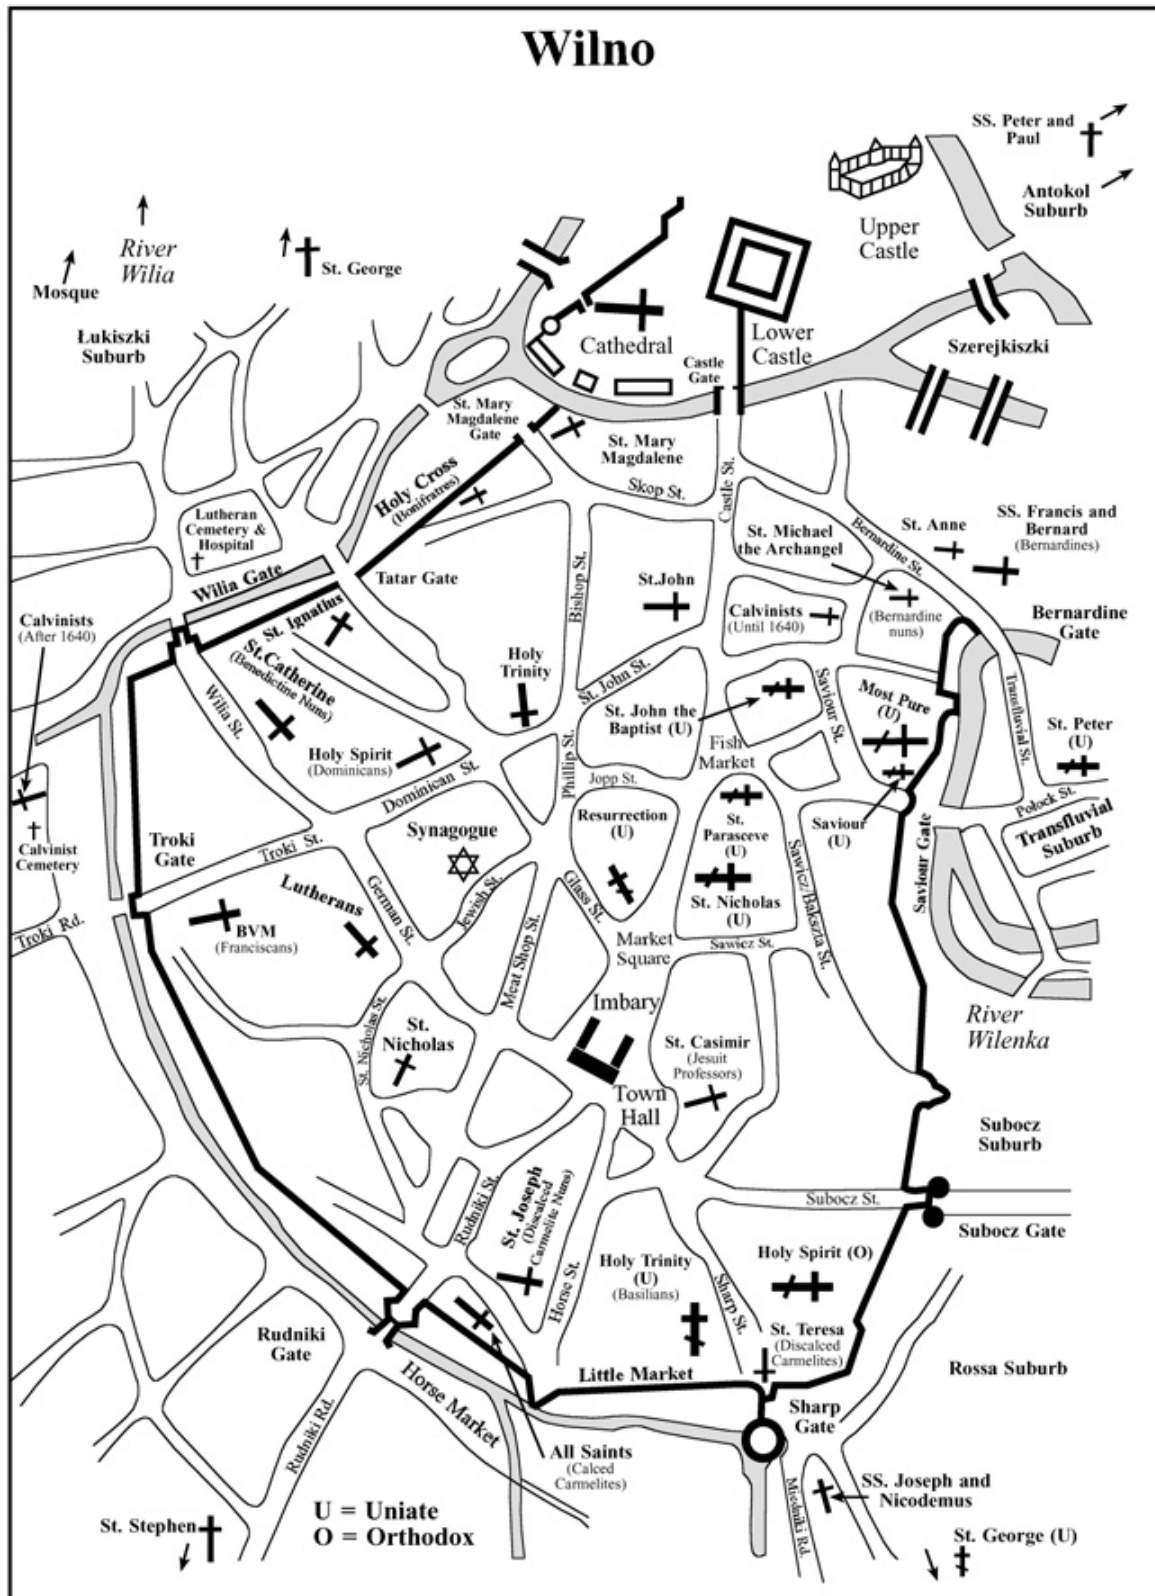 Wilno
SS. Peter and
Paul
Antokol
Suburb
Upper
Castle
River
Wilia
Mosque
St. George
Łukiszki
Suburb
Cathedral
Lower
Castle
Castle
Gate
Szerejkiszki
St. Mary
Magdalene
Gate
St. Mary
Magdalene
Holy Cross
(Bonifratres)
Skop St.
Castle St.
Lutheran
Cemetery &
Hospital
St. Michael
the Archangel
Bernardine St.
St. Anne
SS. Francis and
Bernard
(Bernardines)
Wilia Gate
Tatar Gate
Bishop St.
St.John
Calvinists
(Until 1640)
(Bernardine
nuns)
Bernardine
Gate
Calvinists
(After 1640)
St. Ignatius
St.Catherine
(Benedictine Nuns)
Wilia St.
Holy
Trinity
St. John St.
St. John the
Baptist (U)
Saviour St.
Most Pure
(U)
Transfluvial St.
St. Peter
(U)
Holy Spirit
(Dominicans)
Dominican St.
Phillip St.
Fish
Market
Jopp St.
Polock St.
Transfluvial
Suburb
Calvinist
Cemetery
Troki
Gate
Troki St.
Synagogue
Resurrection
(U)
St.
Parasceve
(U)
Saviour
(U)
Saviour Gate
Lutherans
German St.
Jewish St.
Glass St.
St. Nicholas
(U)
Sawicz/Bakszta St.
Troki Rd.
BVM
(Franciscans)
Meat Shop St.
Market
Square
Sawicz St.
Imbary
River
Wilenka
St. Nicholas St.
St.
Nicholas
St. Casimir
(Jesuit
Professors)
Town
Hall
Subocz
Suburb
Rudniki St.
St. Joseph
(Discalced
Carmelite Nuns)
Subocz St.
Subocz Gate
Horse St.
Holy Trinity
(U)
(Basilians)
Sharp St.
Holy Spirit (O)
St. Teresa
(Discalced
Carmelites)
Rudniki
Gate
Rossa Suburb
Little Market
Horse Market
Sharp
Gate
Rudniki Rd.
All Saints
(Calced
Carmelites)
Miedniki Rd.
SS. Joseph and
Nicodemus
U = Uniate
O = Orthodox
St. Stephen
St. George (U)